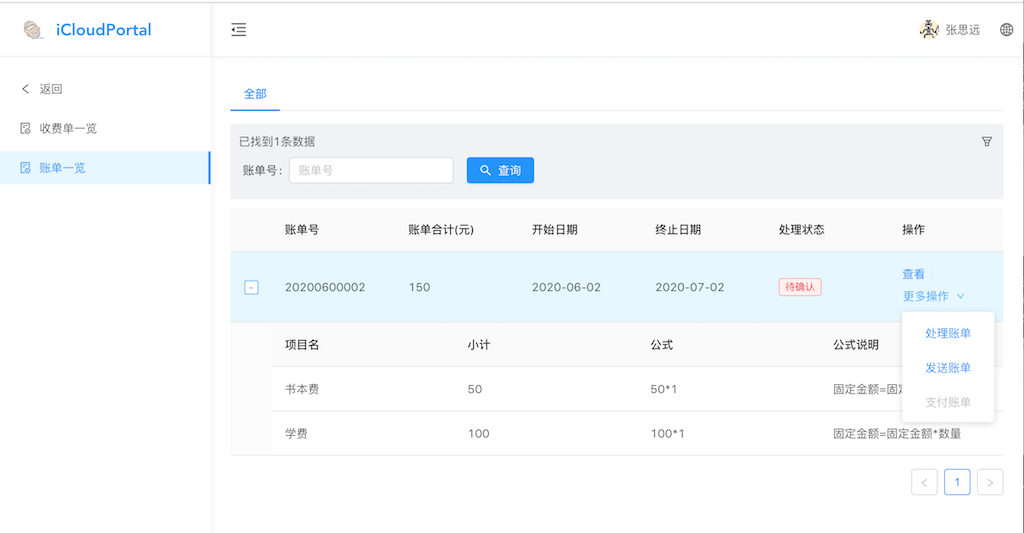 iCloudPortal
张思远
返回
收费单一览
账单一览
全部
已找到1条数据
账单号: 账单号 查询
账单号 账单合计(元) 开始日期 终止日期 处理状态 操作
查看
20200600002 150 2020-06-02 2020-07-02 待确认
更多操作
处理账单
项目名 小计 公式 公式说明
发送账单
书本费 50 50*1 固定金额=固定
支付账单
学费 100 100*1 固定金额=固定金额*数量
1